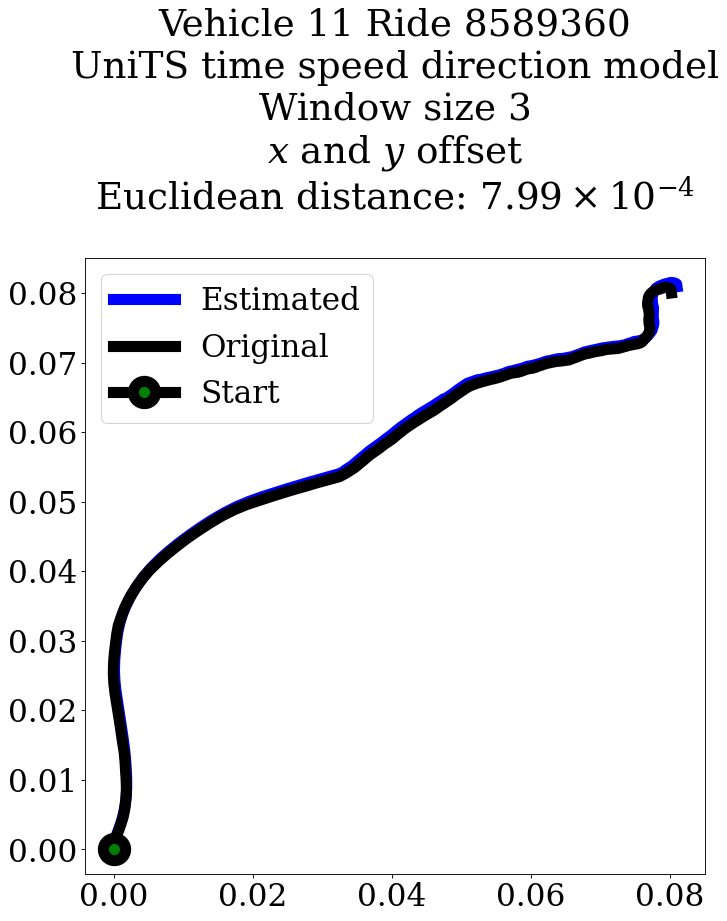 Vehicle 11 Ride 8589360
UniTS time speed direction model
Window size 3
x and y offset
Euclidean distance: 7.99 × 10⁻⁴
Estimated
Original
Start
0.08
0.07
0.06
0.05
0.04
0.03
0.02
0.01
0.00
0.00 0.02 0.04 0.06 0.08